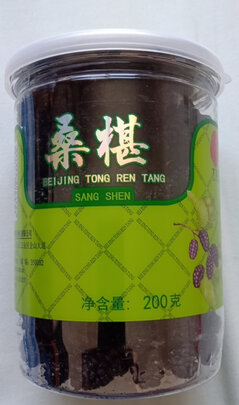 桑椹
BEIJING TONG REN TANG
SANG SHEN
净含量: 200克